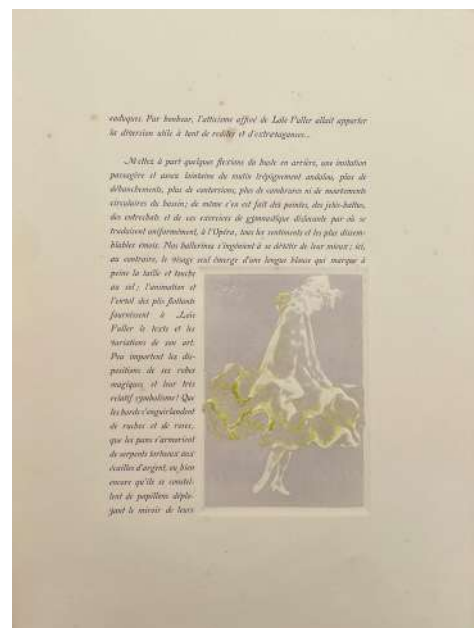 caduques. Par bonheur, l'atticisme affiné de Loïe Fuller allait apporter
la diversion utile à tant de redites et d'extravagances...
Mettez à part quelques flexions du buste en arrière, une imitation
passagère et assez lointaine du mutin trépignement andalou, plus de
déhanchements, plus de contorsions, plus de cambrures ni de mouvements
circulaires du bassin; de même c'en est fait des pointes, des jetés-battus,
des entrechats et de ces exercices de gymnastique disloquée par où se
traduisent uniformément, à l'Opéra, tous les sentiments et les plus dissem-
blables émois. Nos ballerines s'ingénient à se dévêtir de leur mieux; ici,
au contraire, le visage seul émerge d'une longue blouse qui marque à
peine la taille et touche
au sol; l'animation et
l'envol des plis flottants
fournissent à Loïe
Fuller le texte et les
variations de son art.
Peu importent les dis-
positions de ses robes
magiques et leur très
relatif symbolisme! Que
les bords s'enguirlandent
de ruches et de roses,
que les pans s'armorient
de serpents tortueux aux
écailles d'argent, ou bien
encore qu'ils se constel-
lent de papillons déplo-
yant le miroir de leurs